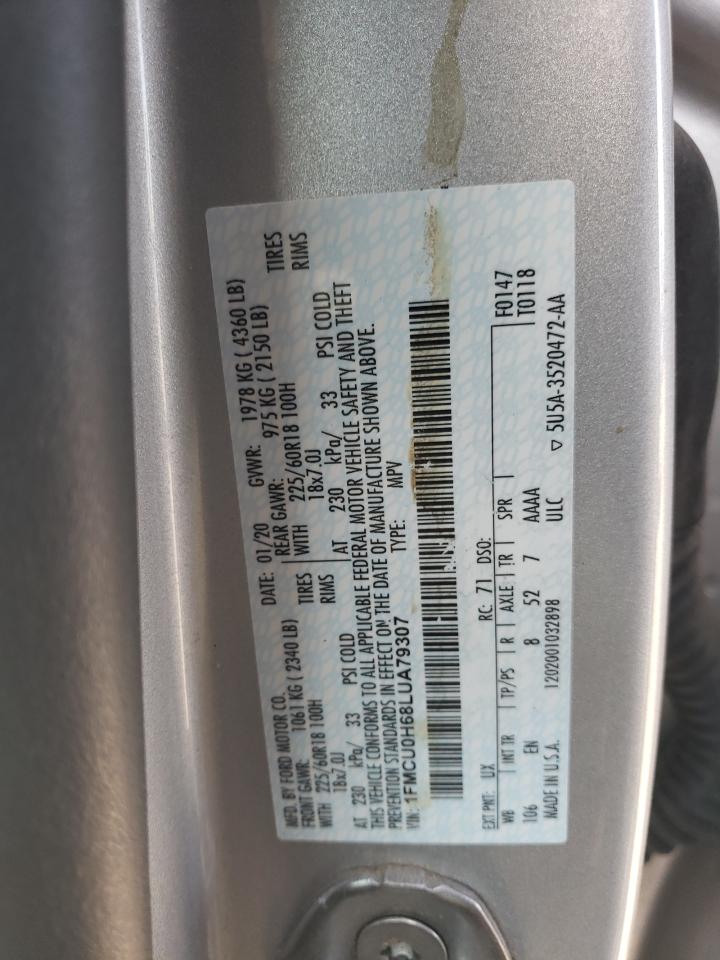 MFD. BY FORD MOTOR CO.
DATE: 01/20 GVWR: 1978 KG ( 4360 LB)
FRONT GAWR: 1061 KG ( 2340 LB)
REAR GAWR: 975 KG ( 2150 LB)
WITH 225/60R18 100H TIRES
WITH 225/60R18 100H TIRES
18x7.0J RIMS
18x7.0J RIMS
AT 230 kPa/ 33 PSI COLD
AT 230 kPa/ 33 PSI COLD
THIS VEHICLE CONFORMS TO ALL APPLICABLE FEDERAL MOTOR VEHICLE SAFETY AND THEFT
PREVENTION STANDARDS IN EFFECT ON THE DATE OF MANUFACTURE SHOWN ABOVE.
VIN: 1FMCU0H68LUA79307 TYPE: MPV
EXT PNT: UX RC: 71 DSO: F0147
WB INT TR TP/PS R AXLE TR SPR T0118
106 EN 8 52 7 AAAA
MADE IN U.S.A. 1202001032898 ULC ▽ 5U5A-3520472-AA